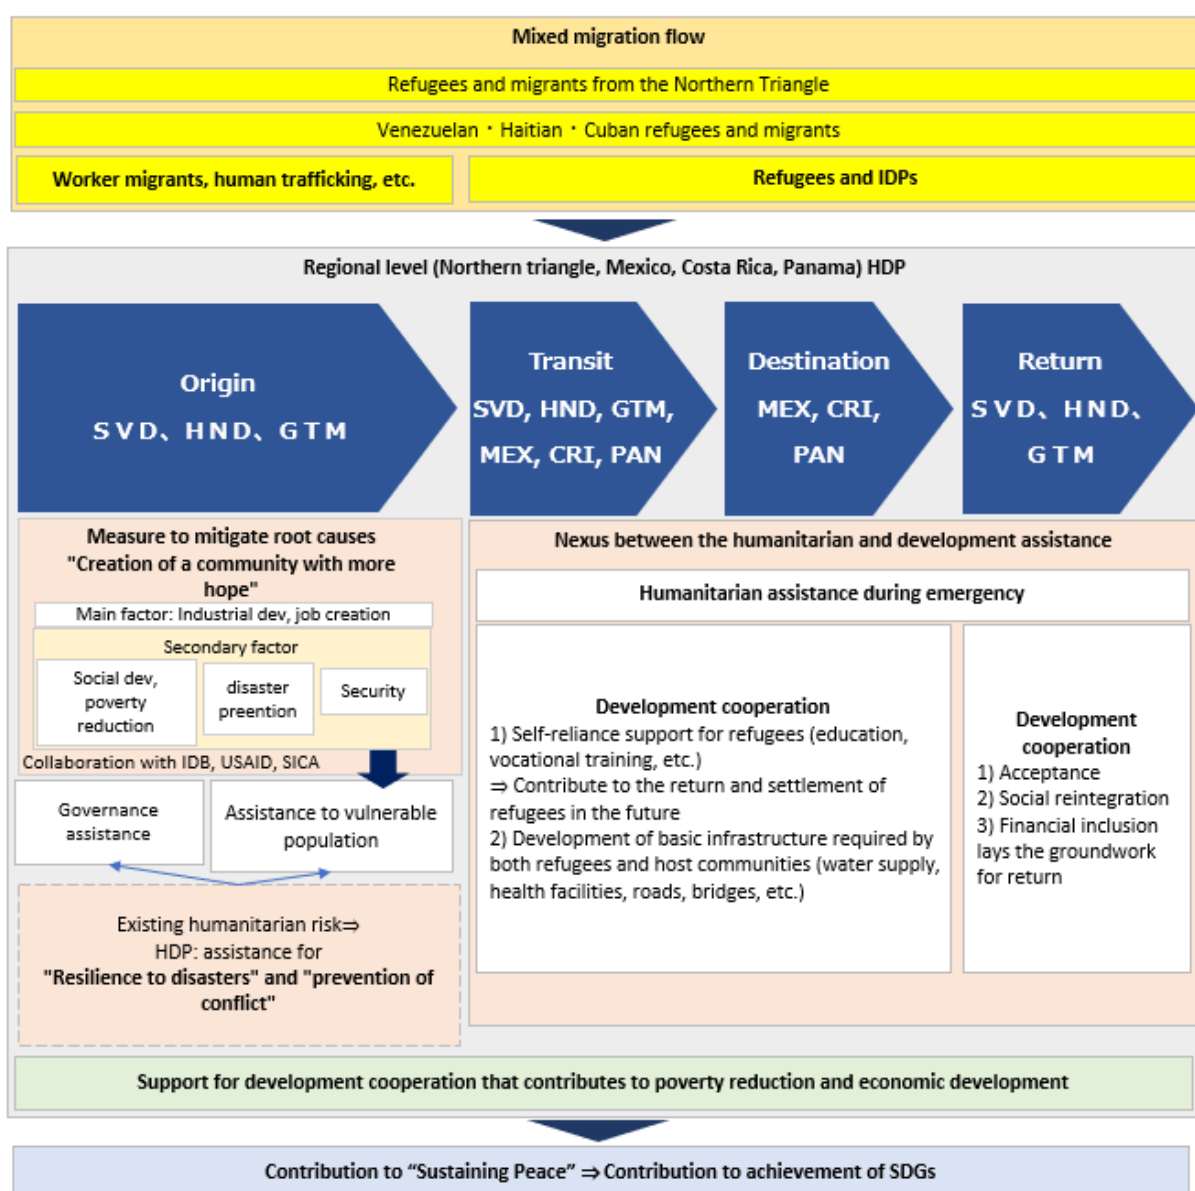 Mixed migration flow
Refugees and migrants from the Northern Triangle
Venezuelan・Haitian・Cuban refugees and migrants
Worker migrants, human trafficking, etc.
Refugees and IDPs
Regional level (Northern triangle, Mexico, Costa Rica, Panama) HDP
Origin
ＳＶＤ、ＨＮＤ、ＧＴＭ
Transit
SVD, HND, GTM,
MEX, CRI, PAN
Destination
MEX, CRI,
PAN
Return
ＳＶＤ、ＨＮＤ、
ＧＴＭ
Measure to mitigate root causes
"Creation of a community with more
hope"
Main factor: Industrial dev, job creation
Secondary factor
Social dev,
poverty
reduction
disaster
preention
Security
Collaboration with IDB, USAID, SICA
Governance
assistance
Assistance to vulnerable
population
Existing humanitarian risk⇒
HDP: assistance for
"Resilience to disasters" and "prevention of
conflict"
Nexus between the humanitarian and development assistance
Humanitarian assistance during emergency
Development cooperation
1) Self-reliance support for refugees (education,
vocational training, etc.)
⇒ Contribute to the return and settlement of
refugees in the future
2) Development of basic infrastructure required by
both refugees and host communities (water supply,
health facilities, roads, bridges, etc.)
Development
cooperation
1) Acceptance
2) Social reintegration
3) Financial inclusion
lays the groundwork
for return
Support for development cooperation that contributes to poverty reduction and economic development
Contribution to “Sustaining Peace” ⇒ Contribution to achievement of SDGs